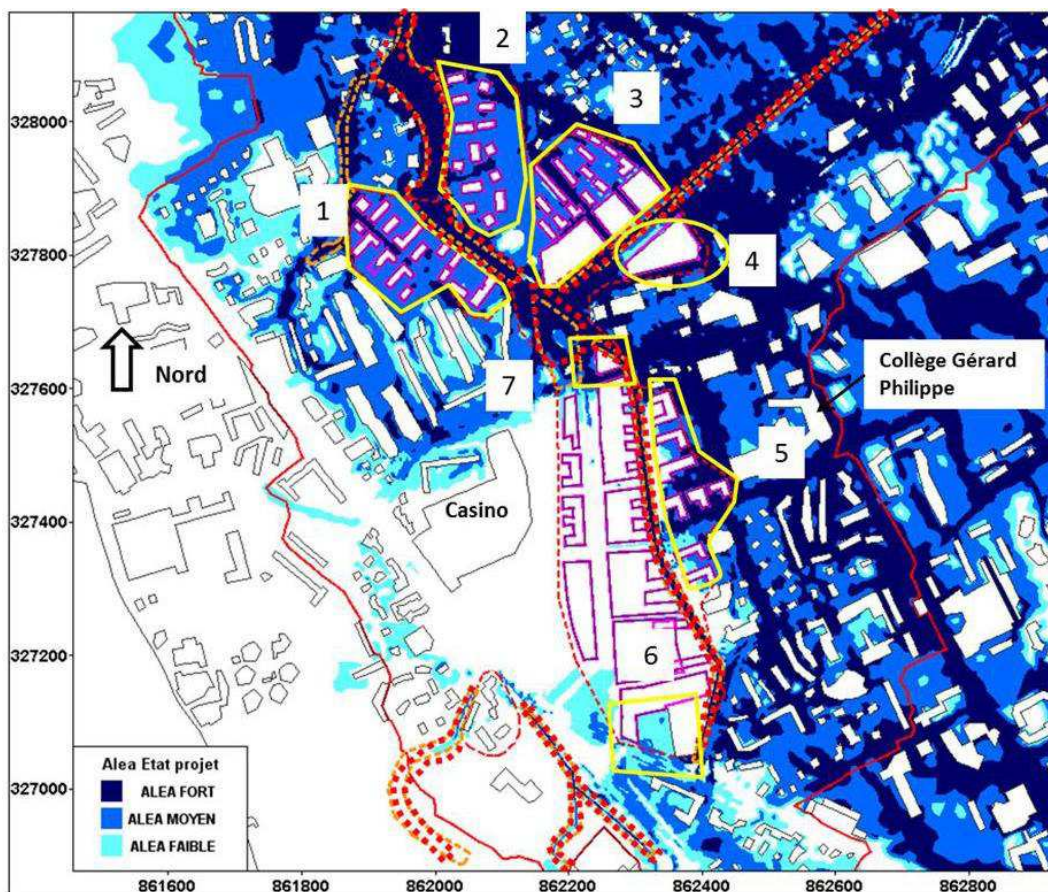 2
328000
3
1
327800
4
Nord
7
Collège Gérard
Philippe
327600
5
Casino
327400
327200
6
Alea Etat projet
ALEA FORT
327000
ALEA MOYEN
ALEA FAIBLE
861600 861800 862000 862200 862400 862600 862800